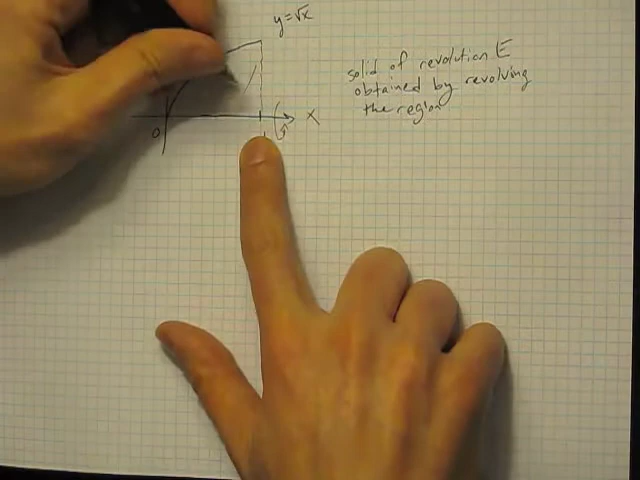 y=√x
solid of revolution E
obtained by revolving
the region
0
x